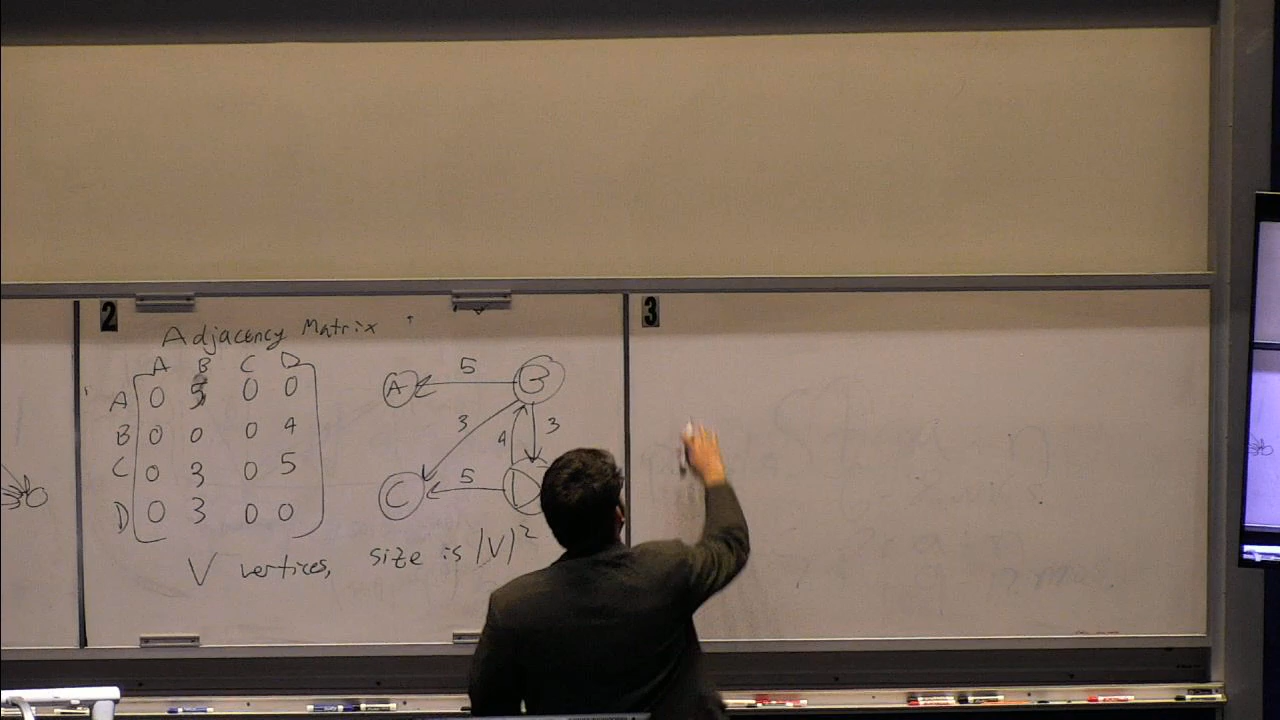 2
3
Adjacency Matrix
A B C D
A 0 5 0 0
B 0 0 0 4
C 0 3 0 5
D 0 3 0 0
V vertices, size is |V|²
A 5 B
3 4 3
C 5 D